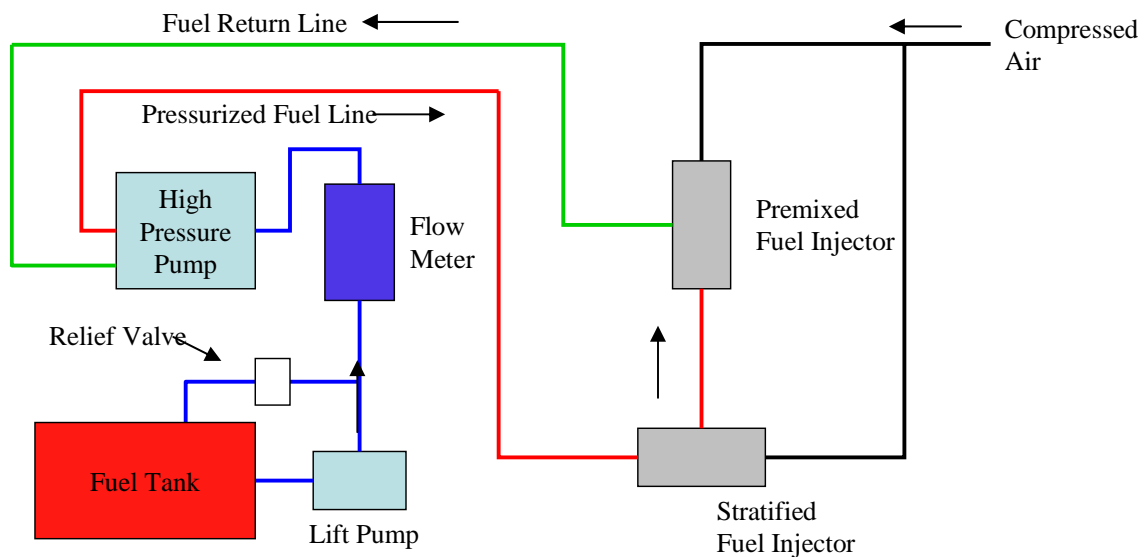 Fuel Return Line
Compressed
Air
Pressurized Fuel Line
High
Pressure
Pump
Flow
Meter
Premixed
Fuel Injector
Relief Valve
Fuel Tank
Lift Pump
Stratified
Fuel Injector